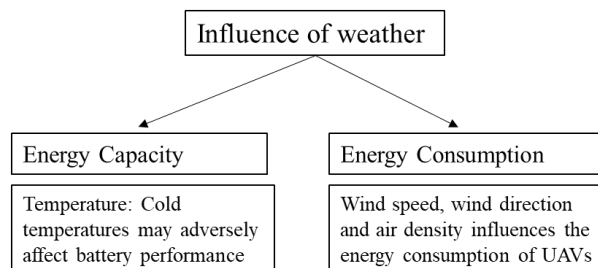 Influence of weather
Energy Capacity
Temperature: Cold
temperatures may adversely
affect battery performance
Energy Consumption
Wind speed, wind direction
and air density influences the
energy consumption of UAVs